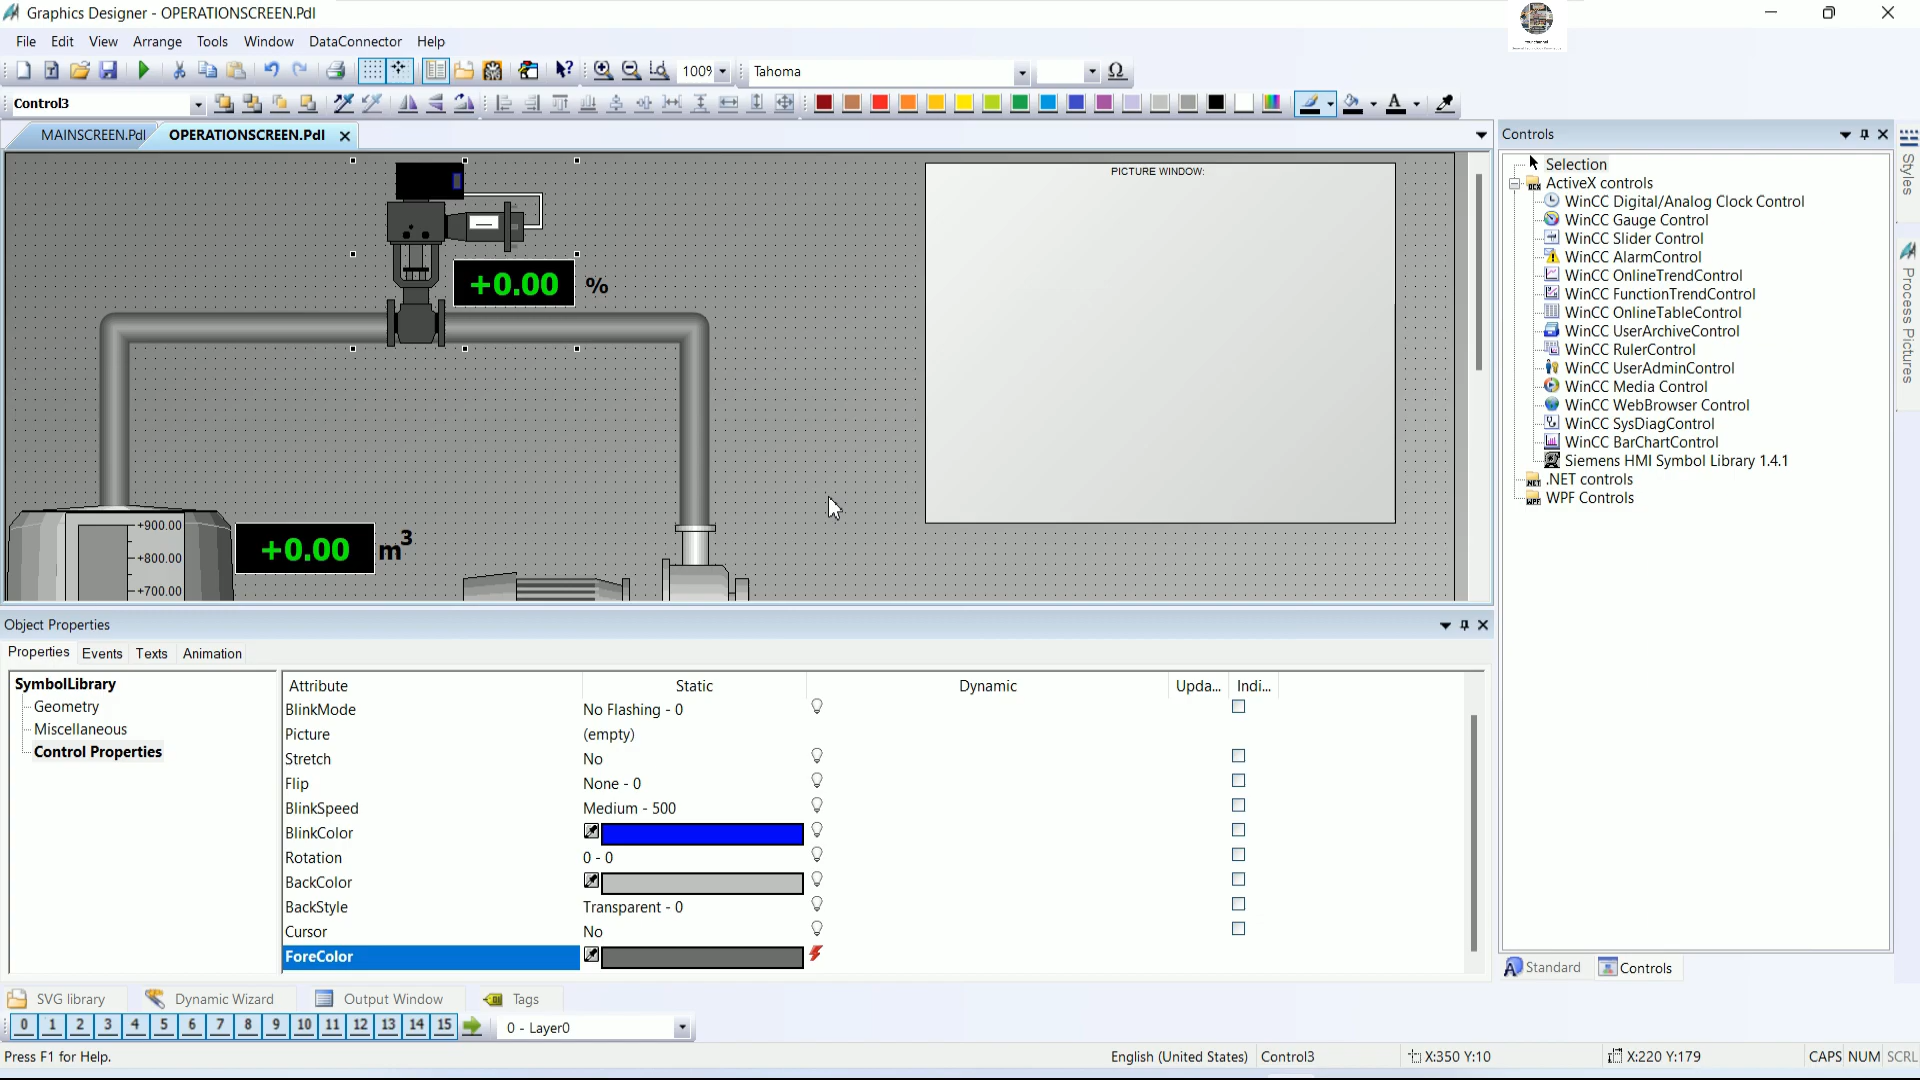 Graphics Designer - OPERATIONSCREEN.Pdl
File Edit View Arrange Tools Window DataConnector Help
100% Tahoma Ω
Control3
MAINSCREEN.Pdl OPERATIONSCREEN.Pdl
PICTURE WINDOW:
+0.00 %
+900.00
+800.00
+700.00
+0.00 m³
Controls
Selection
ActiveX controls
WinCC Digital/Analog Clock Control
WinCC Gauge Control
WinCC Slider Control
WinCC AlarmControl
WinCC OnlineTrendControl
WinCC FunctionTrendControl
WinCC OnlineTableControl
WinCC UserArchiveControl
WinCC RulerControl
WinCC UserAdminControl
WinCC Media Control
WinCC WebBrowser Control
WinCC SysDiagControl
WinCC BarChartControl
Siemens HMI Symbol Library 1.4.1
.NET controls
WPF Controls
Standard Controls
Styles
Process Pictures
Object Properties
Properties Events Texts Animation
SymbolLibrary
Geometry
Miscellaneous
Control Properties
Attribute Static Dynamic Upda... Indi...
BlinkMode No Flashing - 0
Picture (empty)
Stretch No
Flip None - 0
BlinkSpeed Medium - 500
BlinkColor
Rotation 0 - 0
BackColor
BackStyle Transparent - 0
Cursor No
ForeColor
SVG library Dynamic Wizard Output Window Tags
0 1 2 3 4 5 6 7 8 9 10 11 12 13 14 15 0 - Layer0
Press F1 for Help. English (United States) Control3 X:350 Y:10 X:220 Y:179 CAPS NUM SCRL